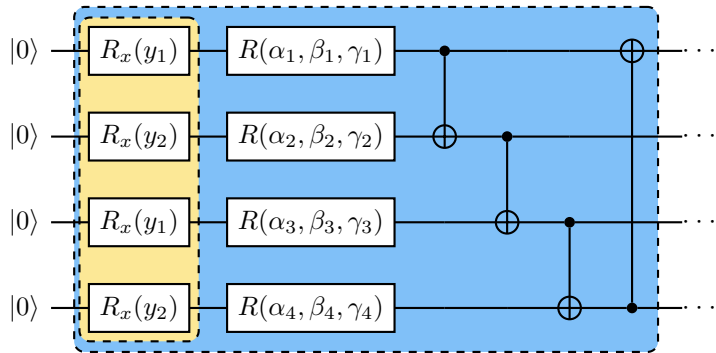 |0⟩ Rₓ(y₁) R(α₁, β₁, γ₁) ···
|0⟩ Rₓ(y₂) R(α₂, β₂, γ₂) ···
|0⟩ Rₓ(y₁) R(α₃, β₃, γ₃) ···
|0⟩ Rₓ(y₂) R(α₄, β₄, γ₄) ···